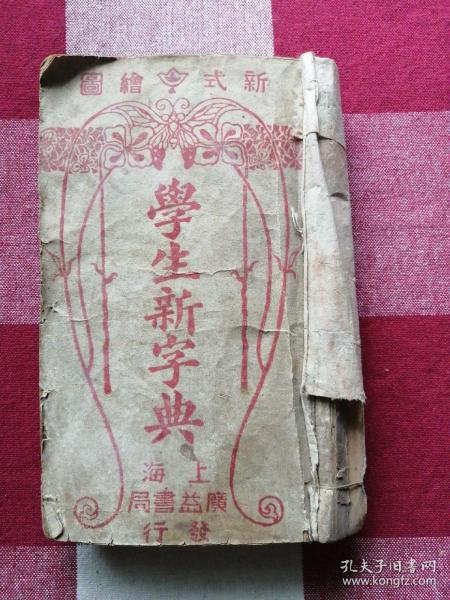 新式繪圖
學生新字典
上海
廣益書局
發行
孔夫子旧书网
www.kongfz.com